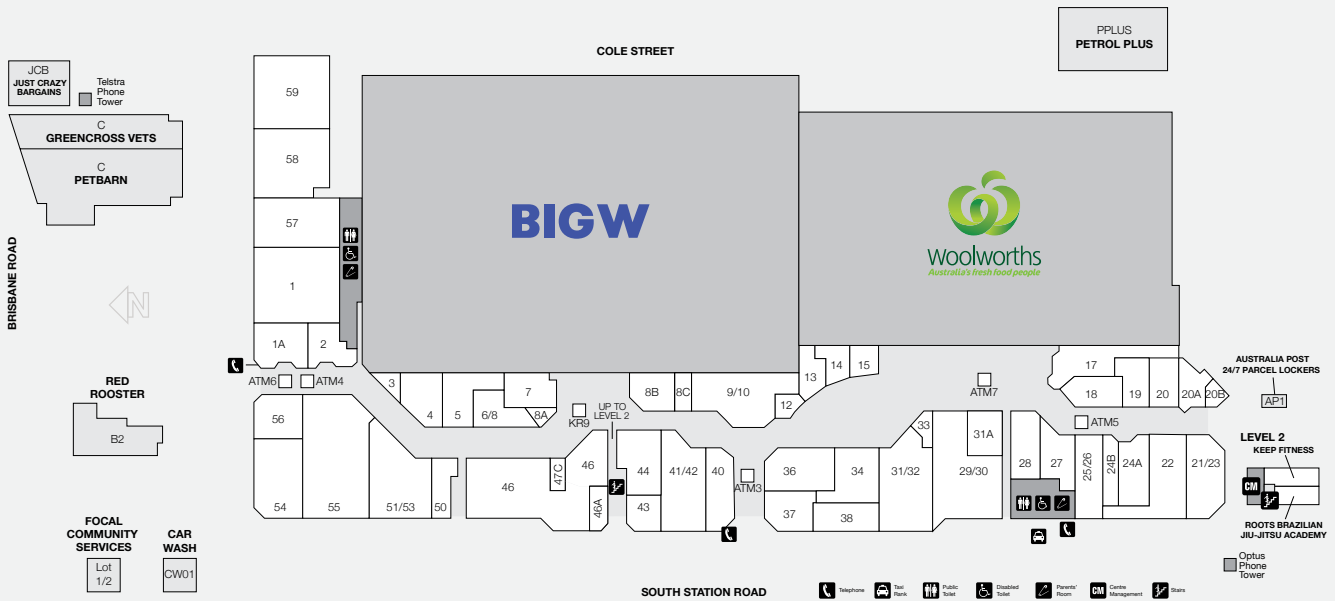 COLE STREET
PPLUS
PETROL PLUS
JCB
JUST CRAZY
BARGAINS
Telstra
Phone
Tower
C
GREENCROSS VETS
C
PETBARN
BRISBANE ROAD
N
59
58
57
1
1A
2
BIGW
Woolworths
Australia's fresh food people
ATM6
ATM4
RED
ROOSTER
B2
FOCAL
COMMUNITY
SERVICES
Lot
1/2
CAR
WASH
CW01
3
4
5
6/8
7
8A
KR9
UP TO
LEVEL 2
8B
8C
9/10
12
13
14
15
ATM7
17
18
19
20
20A
20B
ATM5
AUSTRALIA POST
24/7 PARCEL LOCKERS
AP1
56
54
55
51/53
50
46
47C
46
46A
44
43
41/42
40
ATM3
36
37
34
38
31/32
33
29/30
31A
28
27
25/26
24B
24A
22
21/23
LEVEL 2
KEEP FITNESS
CM
ROOTS BRAZILIAN
JIU-JITSU ACADEMY
Optus
Phone
Tower
SOUTH STATION ROAD
Telephone
Taxi
Rank
Public
Toilet
Disabled
Toilet
Parents'
Room
CM
Centre
Management
Stairs